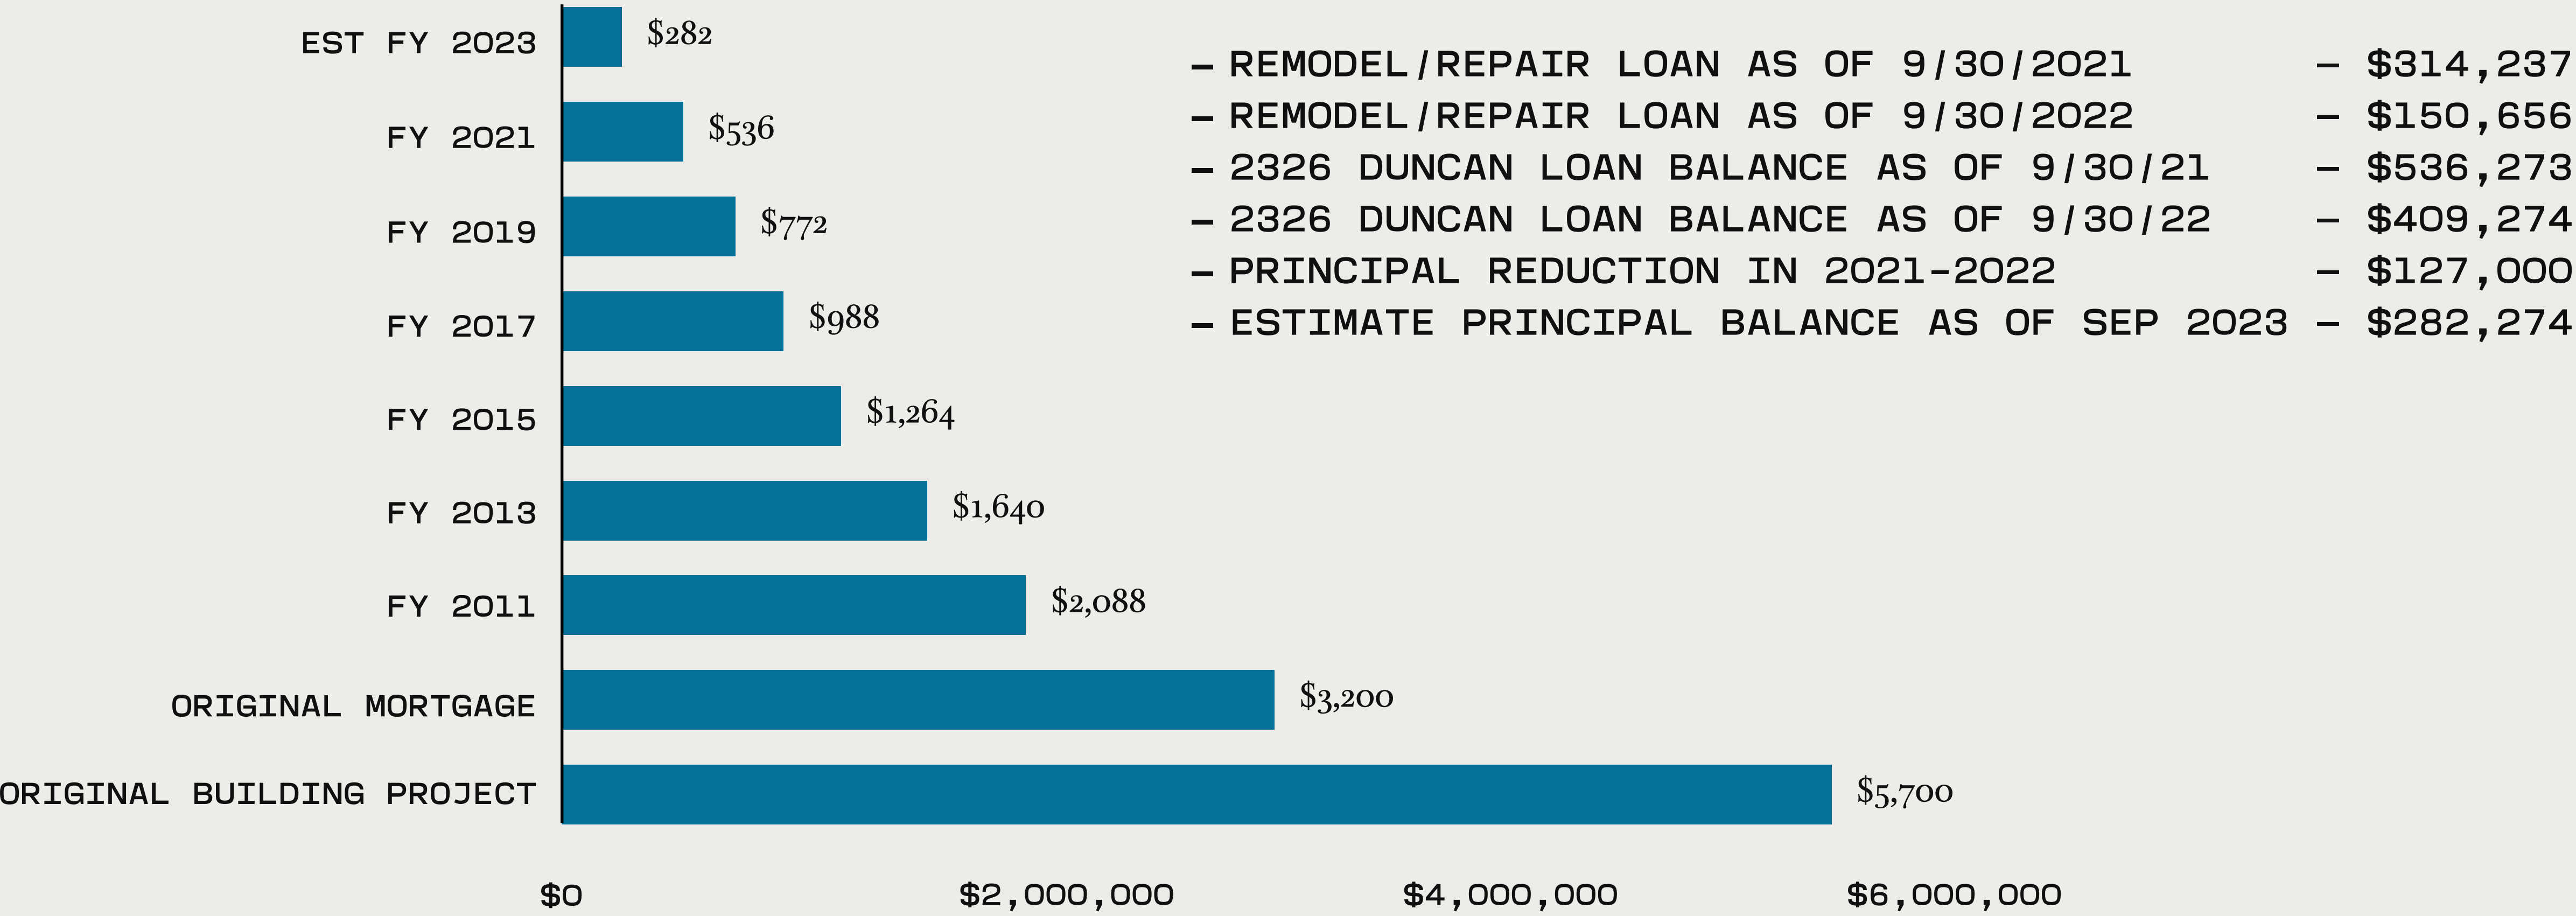 EST FY 2023 $282
FY 2021 $536
FY 2019 $772
FY 2017 $988
FY 2015 $1,264
FY 2013 $1,640
FY 2011 $2,088
ORIGINAL MORTGAGE $3,200
ORIGINAL BUILDING PROJECT $5,700
$0 $2,000,000 $4,000,000 $6,000,000
– REMODEL/REPAIR LOAN AS OF 9/30/2021 – $314,237
– REMODEL/REPAIR LOAN AS OF 9/30/2022 – $150,656
– 2326 DUNCAN LOAN BALANCE AS OF 9/30/21 – $536,273
– 2326 DUNCAN LOAN BALANCE AS OF 9/30/22 – $409,274
– PRINCIPAL REDUCTION IN 2021-2022 – $127,000
– ESTIMATE PRINCIPAL BALANCE AS OF SEP 2023 – $282,274